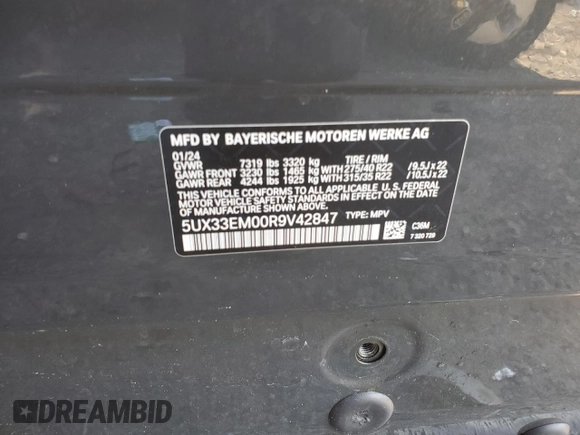 MFD BY BAYERISCHE MOTOREN WERKE AG
01/24
GVWR 7319 lbs 3320 kg TIRE / RIM
GAWR FRONT 3230 lbs 1465 kg WITH 275/40 R22 / 9.5J x 22
GAWR REAR 4244 lbs 1925 kg WITH 315/35 R22 / 10.5J x 22
THIS VEHICLE CONFORMS TO ALL APPLICABLE U. S. FEDERAL
MOTOR VEHICLE SAFETY STANDARDS IN EFFECT ON THE
DATE OF MANUFACTURE SHOWN ABOVE.
5UX33EM00R9V42847 TYPE: MPV
C36M
7 320 729
DREAMBID